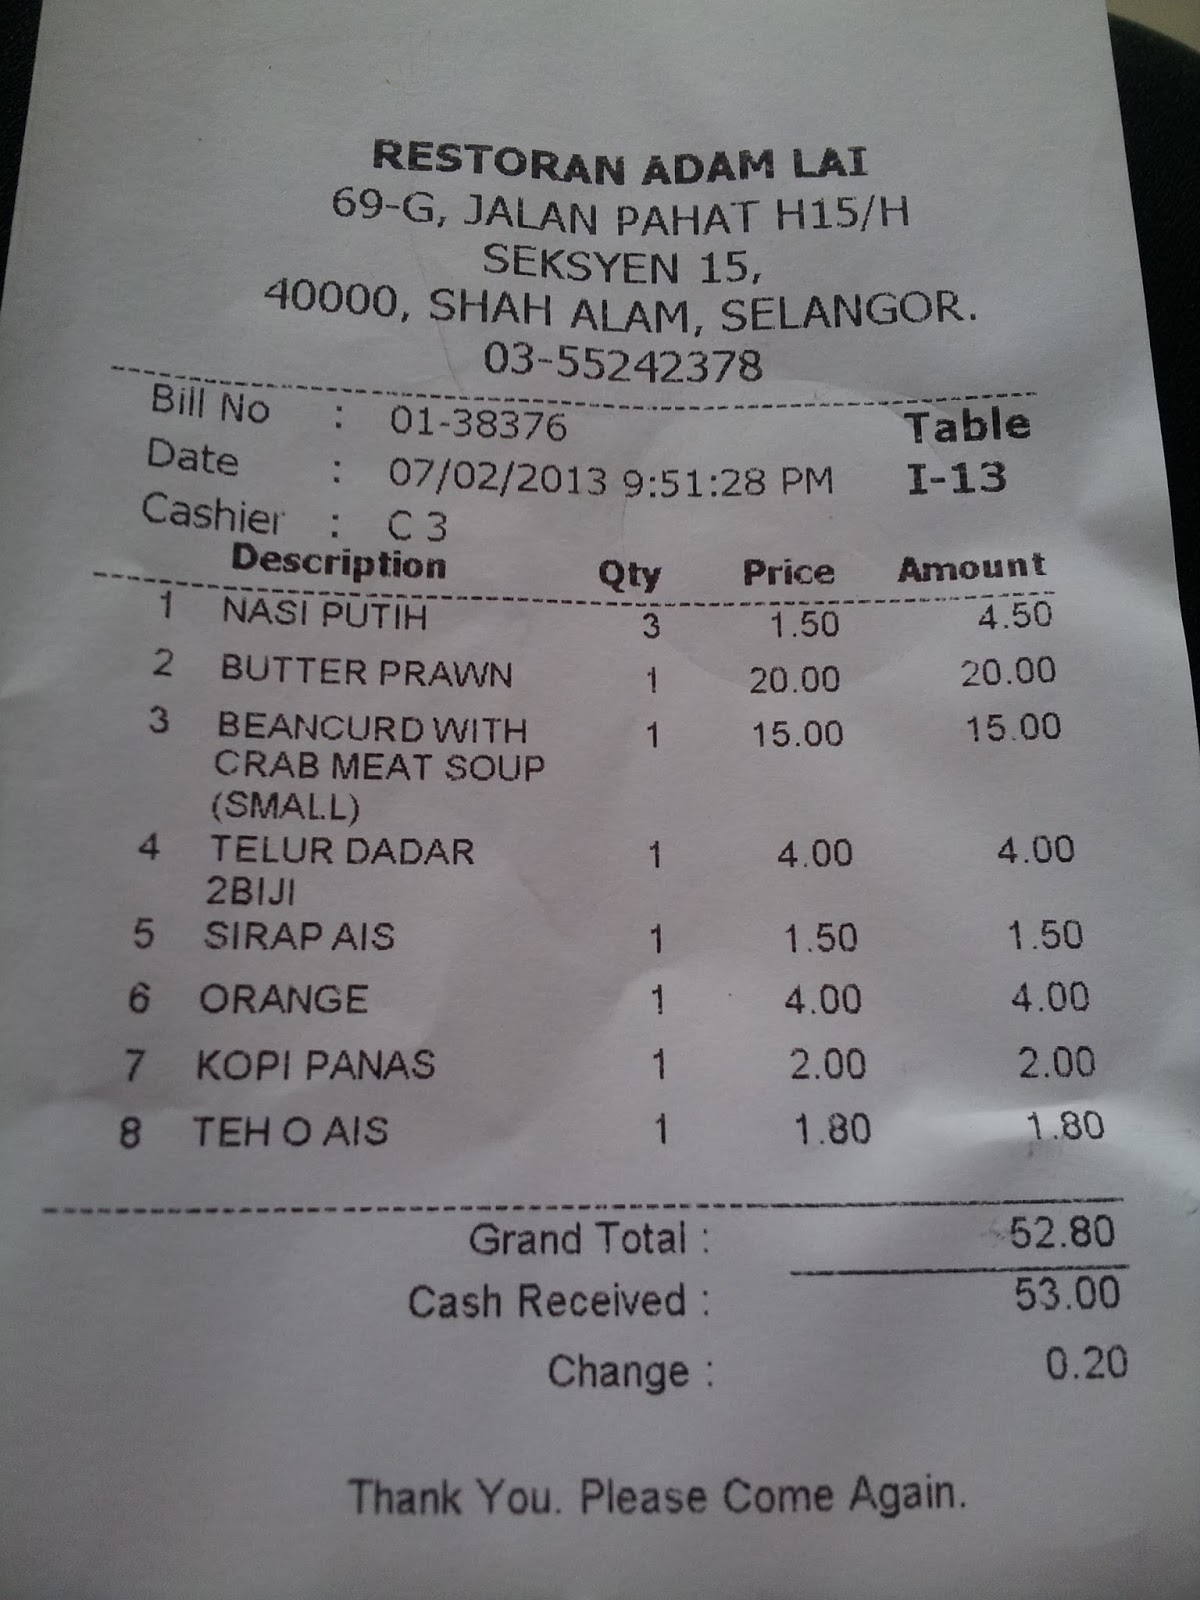 RESTORAN ADAM LAI
69-G, JALAN PAHAT H15/H
SEKSYEN 15,
40000, SHAH ALAM, SELANGOR.
03-55242378
Bill No : 01-38376 Table
Date : 07/02/2013 9:51:28 PM I-13
Cashier : C 3
Description Qty Price Amount
1 NASI PUTIH 3 1.50 4.50
2 BUTTER PRAWN 1 20.00 20.00
3 BEANCURD WITH 1 15.00 15.00
CRAB MEAT SOUP
(SMALL)
4 TELUR DADAR 1 4.00 4.00
2BIJI
5 SIRAP AIS 1 1.50 1.50
6 ORANGE 1 4.00 4.00
7 KOPI PANAS 1 2.00 2.00
8 TEH O AIS 1 1.80 1.80
Grand Total : 52.80
Cash Received : 53.00
Change : 0.20
Thank You. Please Come Again.